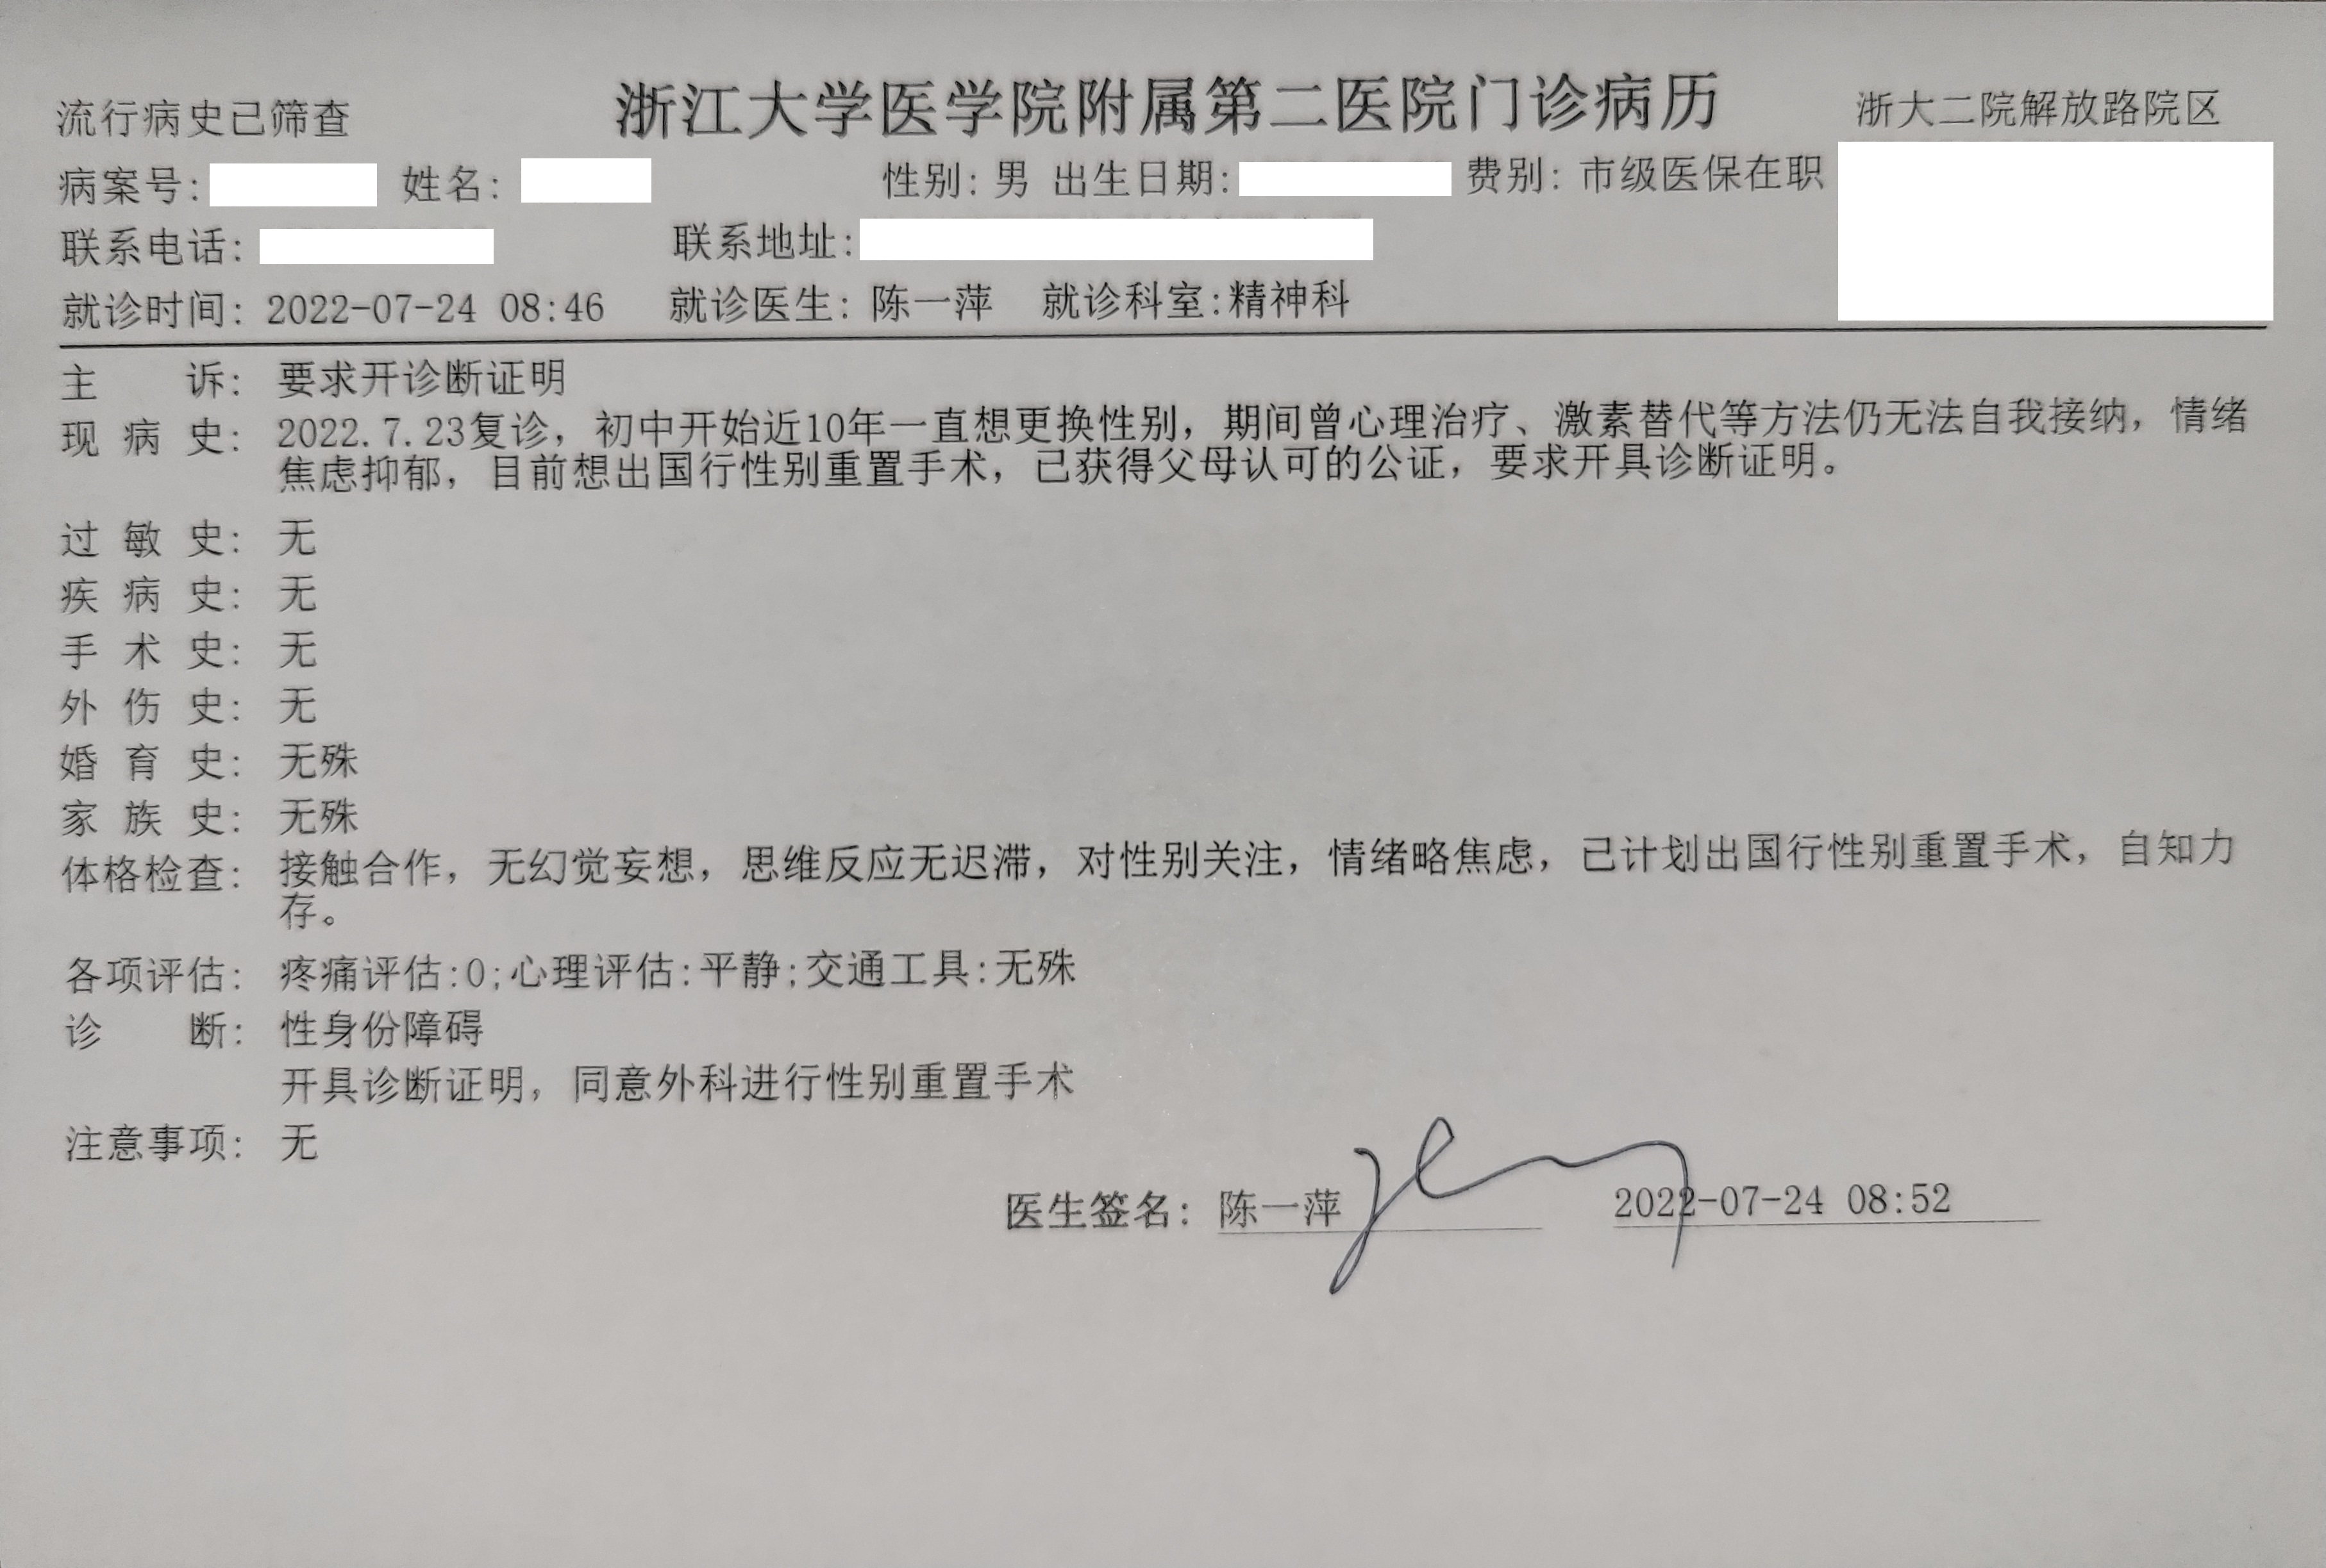 流行病史已筛查 浙江大学医学院附属第二医院门诊病历 浙大二院解放路院区
病案号: 姓名: 性别: 男 出生日期: 费别: 市级医保在职
联系电话: 联系地址:
就诊时间: 2022-07-24 08:46 就诊医生: 陈一萍 就诊科室:精神科
主诉: 要求开诊断证明
现病史: 2022.7.23复诊，初中开始近10年一直想更换性别，期间曾心理治疗、激素替代等方法仍无法自我接纳，情绪
焦虑抑郁，目前想出国行性别重置手术，已获得父母认可的公证，要求开具诊断证明。
过敏史: 无
疾病史: 无
手术史: 无
外伤史: 无
婚育史: 无殊
家族史: 无殊
体格检查: 接触合作，无幻觉妄想，思维反应无迟滞，对性别关注，情绪略焦虑，已计划出国行性别重置手术，自知力
存。
各项评估: 疼痛评估:0;心理评估:平静;交通工具:无殊
诊断: 性身份障碍
开具诊断证明，同意外科进行性别重置手术
注意事项: 无
医生签名: 陈一萍 2022-07-24 08:52